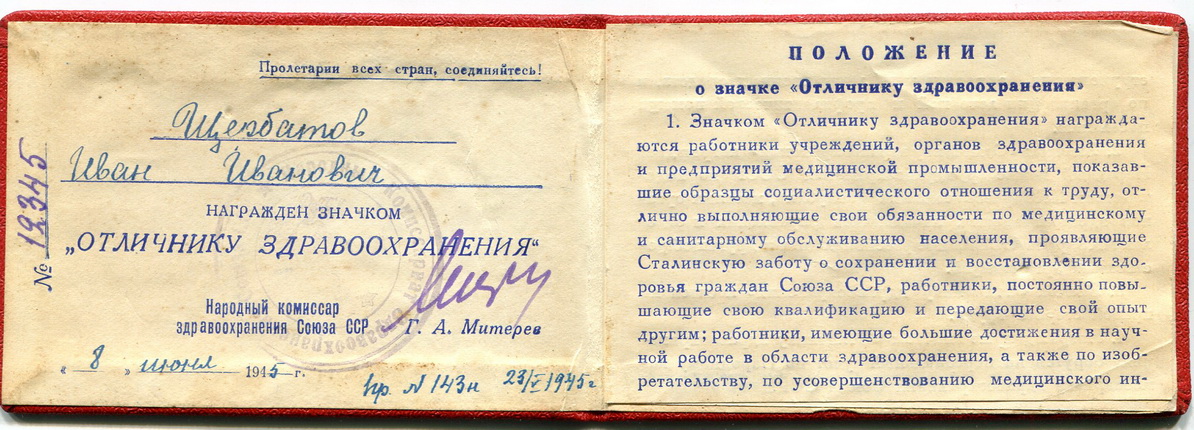 Пролетарии всех стран, соединяйтесь!
Щербатов
Иван Иванович
НАГРАЖДЕН ЗНАЧКОМ
„ОТЛИЧНИКУ ЗДРАВООХРАНЕНИЯ“
Народный комиссар
здравоохранения Союза ССР Г. А. Митерев
„ 8 „ июня 1945 г.
пр. N 143н 23/V 1945 г
№ 12345
ПОЛОЖЕНИЕ
о значке «Отличнику здравоохранения»
1. Значком «Отличнику здравоохранения» награжда-
ются работники учреждений, органов здравоохранения
и предприятий медицинской промышленности, показав-
шие образцы социалистического отношения к труду, от-
лично выполняющие свои обязанности по медицинскому
и санитарному обслуживанию населения, проявляющие
Сталинскую заботу о сохранении и восстановлении здо-
ровья граждан Союза ССР, работники, постоянно повы-
шающие свою квалификацию и передающие свой опыт
другим; работники, имеющие большие достижения в науч-
ной работе в области здравоохранения, а также по изоб-
ретательству, по усовершенствованию медицинского ин-